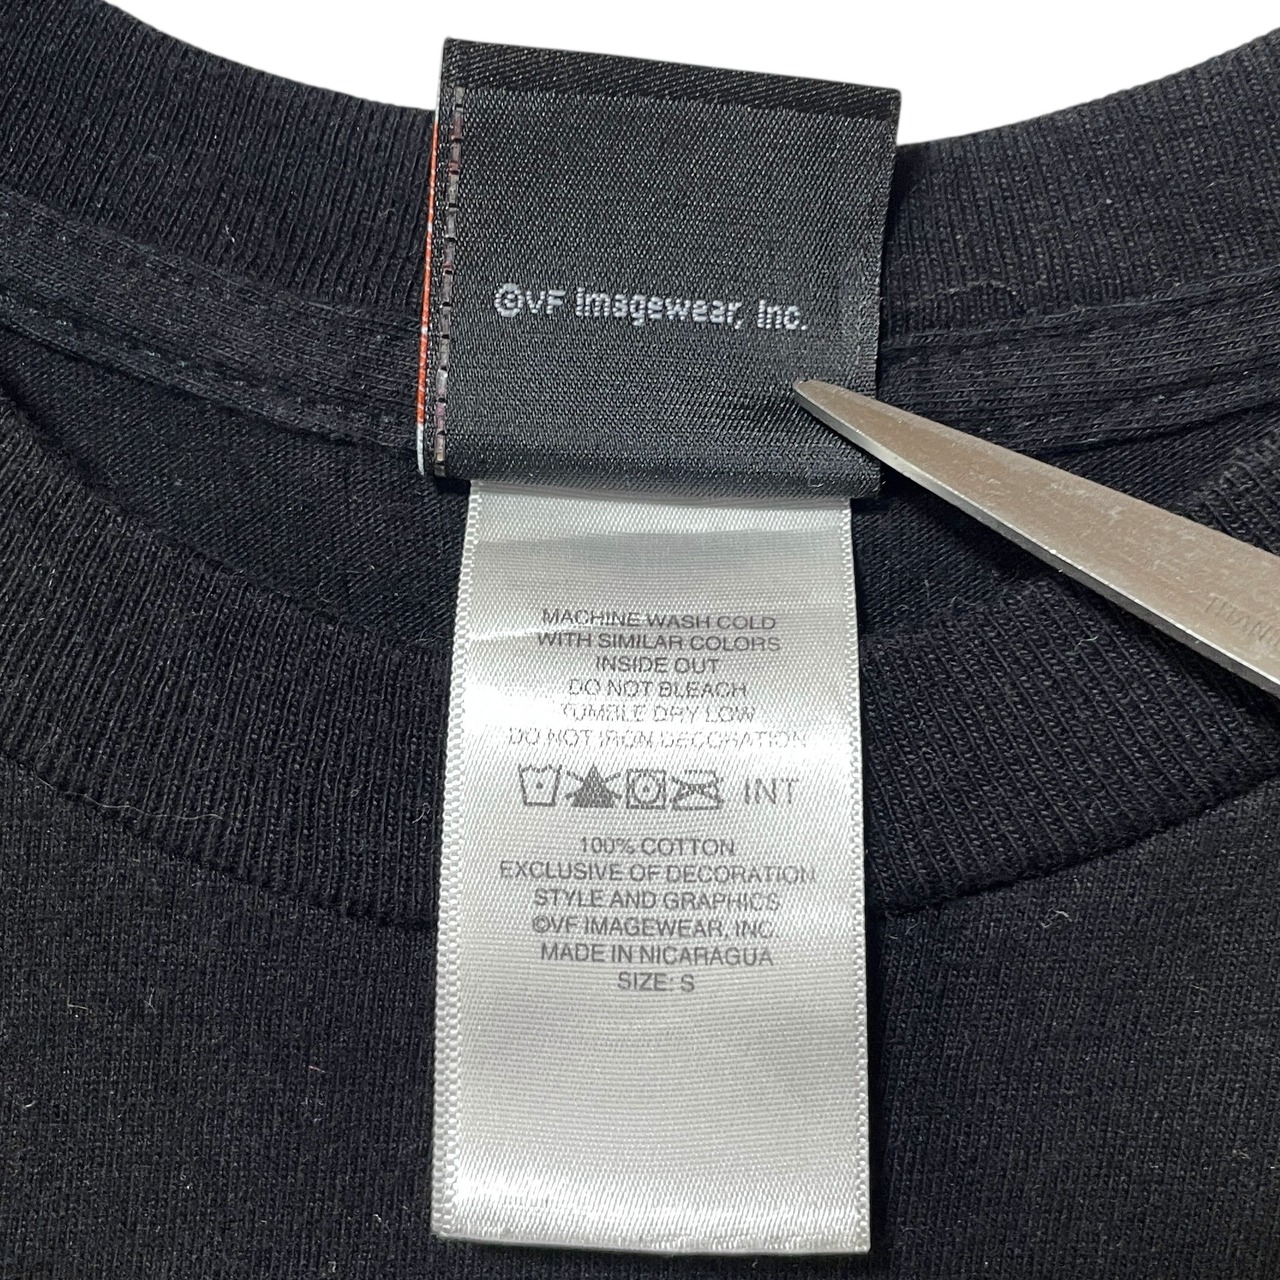 ©VF Imagewear, Inc.
MACHINE WASH COLD
WITH SIMILAR COLORS
INSIDE OUT
DO NOT BLEACH
TUMBLE DRY LOW
DO NOT IRON DECORATION
INT
100% COTTON
EXCLUSIVE OF DECORATION
STYLE AND GRAPHICS
©VF IMAGEWEAR, INC.
MADE IN NICARAGUA
SIZE: S